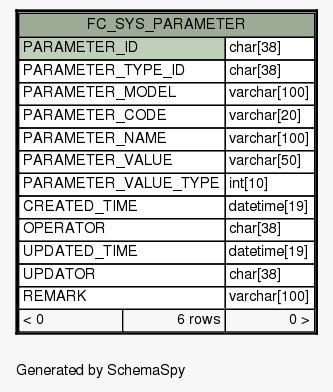 FC_SYS_PARAMETER
PARAMETER_ID char[38]
PARAMETER_TYPE_ID char[38]
PARAMETER_MODEL varchar[100]
PARAMETER_CODE varchar[20]
PARAMETER_NAME varchar[100]
PARAMETER_VALUE varchar[50]
PARAMETER_VALUE_TYPE int[10]
CREATED_TIME datetime[19]
OPERATOR char[38]
UPDATED_TIME datetime[19]
UPDATOR char[38]
REMARK varchar[100]
< 0 6 rows 0 >
Generated by SchemaSpy